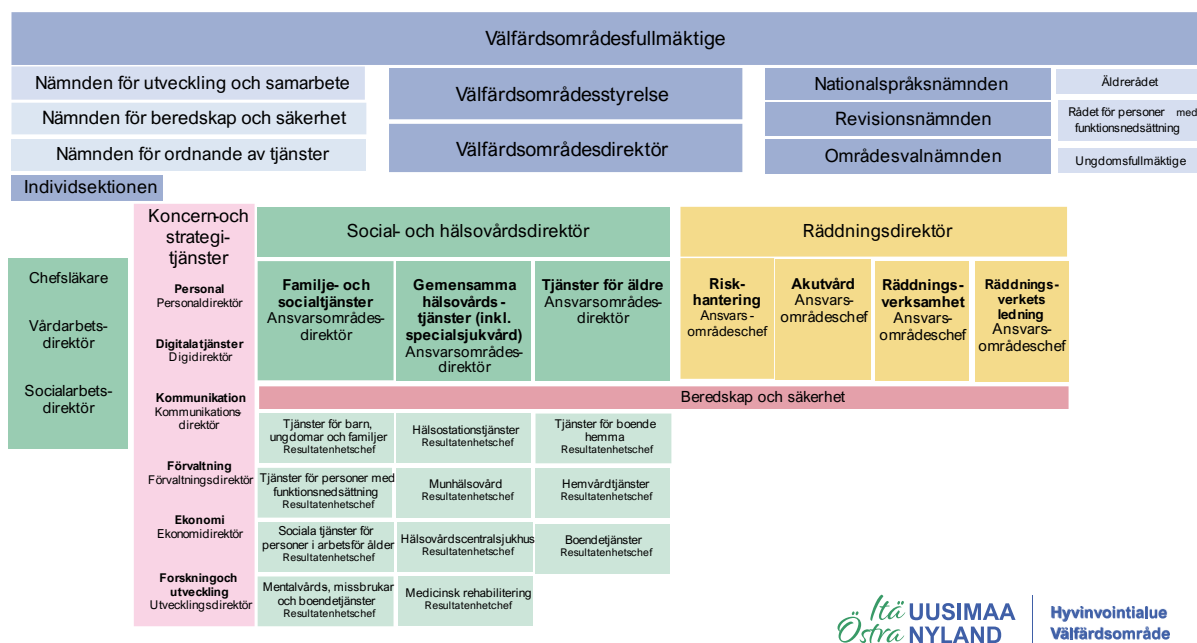 Välfärdsområdesfullmäktige
Nämnden för utveckling och samarbete
Nämnden för beredskap och säkerhet
Nämnden för ordnande av tjänster
Individsektionen
Välfärdsområdesstyrelse
Välfärdsområdesdirektör
Nationalspråksnämnden
Revisionsnämnden
Områdesvalnämnden
Äldrerådet
Rådet för personer med
funktionsnedsättning
Ungdomsfullmäktige
Chefsläkare
Vårdarbets-
direktör
Socialarbets-
direktör
Koncern-och
strategi-
tjänster
Personal
Personaldirektör
Digitalatjänster
Digidirektör
Kommunikation
Kommunikations-
direktör
Förvaltning
Förvaltningsdirektör
Ekonomi
Ekonomidirektör
Forskningoch
utveckling
Utvecklingsdirektör
Social- och hälsovårdsdirektör
Familje- och
socialtjänster
Ansvarsområdes-
direktör
Gemensamma
hälsovårds -
tjänster (inkl.
specialsjukvård)
Ansvarsområdes-
direktör
Tjänster för äldre
Ansvarsområdes-
direktör
Räddningsdirektör
Risk-
hantering
Ansvars-
områdeschef
Akutvård
Ansvars-
områdeschef
Räddnings-
verksamhet
Ansvars-
områdeschef
Räddnings-
verkets
ledning
Ansvars-
områdeschef
Beredskap och säkerhet
Tjänster för barn,
ungdomar och familjer
Resultatenhetschef
Tjänster för personer med
funktionsnedsättning
Resultatenhetschef
Sociala tjänster för
personer i arbetsför ålder
Resultatenhetschef
Mentalvårds, missbrukar
och boendetjänster
Resultatenhetschef
Hälsostationstjänster
Resultatenhetschef
Munhälsovård
Resultatenhetschef
Hälsovårdscentralsjukhus
Resultatenhetschef
Medicinsk rehabilitering
Resultatenhetchef
Tjänster för boende
hemma
Resultatenhetschef
Hemvårdtjänster
Resultatenhetschef
Boendetjänster
Resultatenhetschef
Itä UUSIMAA
Östra NYLAND
Hyvinvointialue
Välfärdsområde